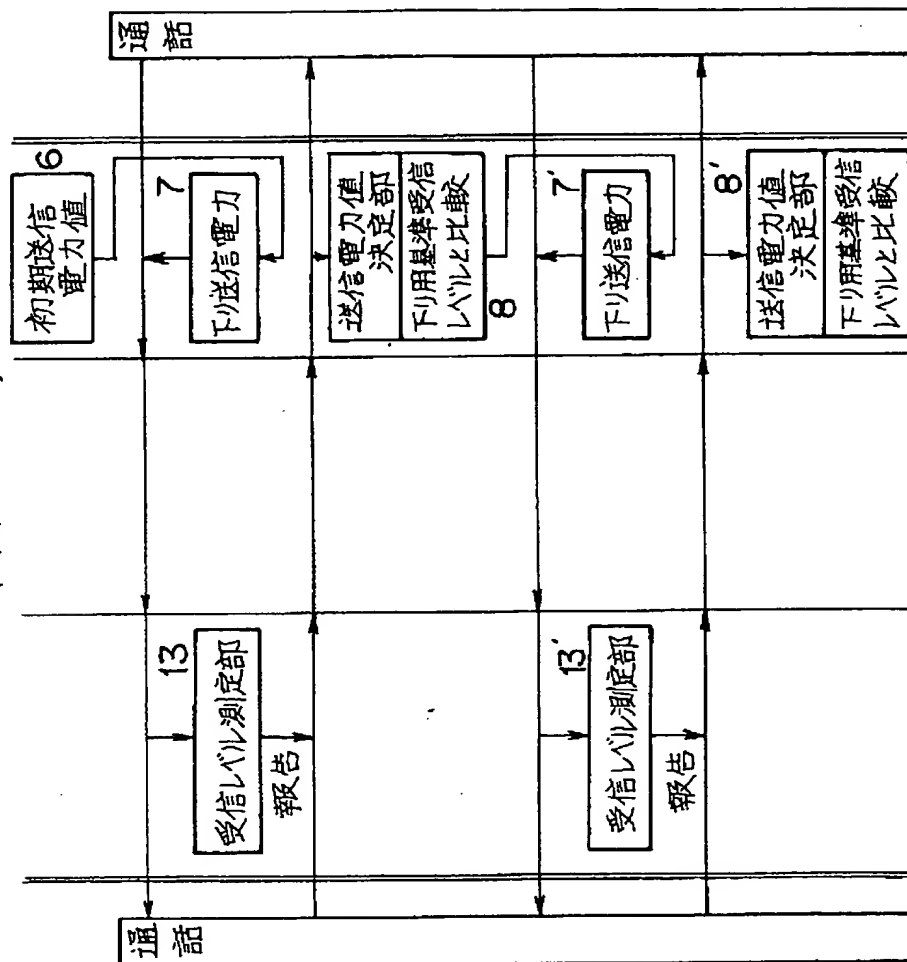 通
話
初期送信
電力値
6
7
下り送信電力
送信電力値
決定部
下り用基準受信
レベルと比較
8
7'
下り送信電力
8'
送信電力値
決定部
下り用基準受信
レベルと比較
13
受信レベル測定部
報告
13'
受信レベル測定部
報告
通
話